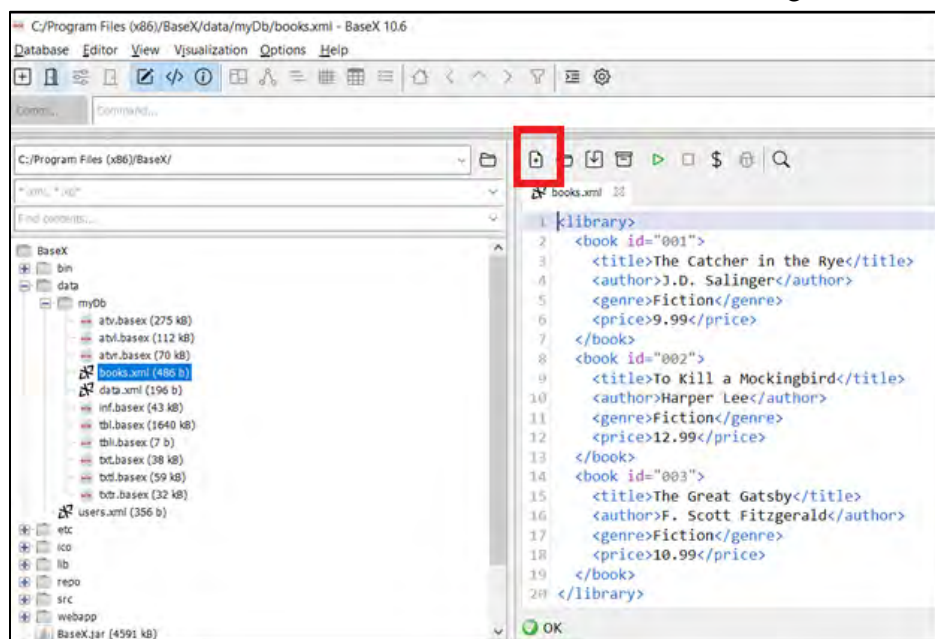 C:/Program Files (x86)/BaseX/data/myDb/books.xml - BaseX 10.6
Database Editor View Visualization Options Help
Command...
C:/Program Files (x86)/BaseX/
Find contents...
BaseX
bin
data
myDb
atv.basex (275 kB)
atvl.basex (112 kB)
atvr.basex (70 kB)
books.xml (486 b)
data.xml (196 b)
inf.basex (43 kB)
tbl.basex (1640 kB)
tbli.basex (7 b)
txt.basex (38 kB)
txtl.basex (59 kB)
txtr.basex (32 kB)
users.xml (356 b)
etc
ico
lib
repo
src
webapp
BaseX.jar (4591 kB)
books.xml
1 <library>
2 <book id="001">
3 <title>The Catcher in the Rye</title>
4 <author>J.D. Salinger</author>
5 <genre>Fiction</genre>
6 <price>9.99</price>
7 </book>
8 <book id="002">
9 <title>To Kill a Mockingbird</title>
10 <author>Harper Lee</author>
11 <genre>Fiction</genre>
12 <price>12.99</price>
13 </book>
14 <book id="003">
15 <title>The Great Gatsby</title>
16 <author>F. Scott Fitzgerald</author>
17 <genre>Fiction</genre>
18 <price>10.99</price>
19 </book>
20 </library>
OK